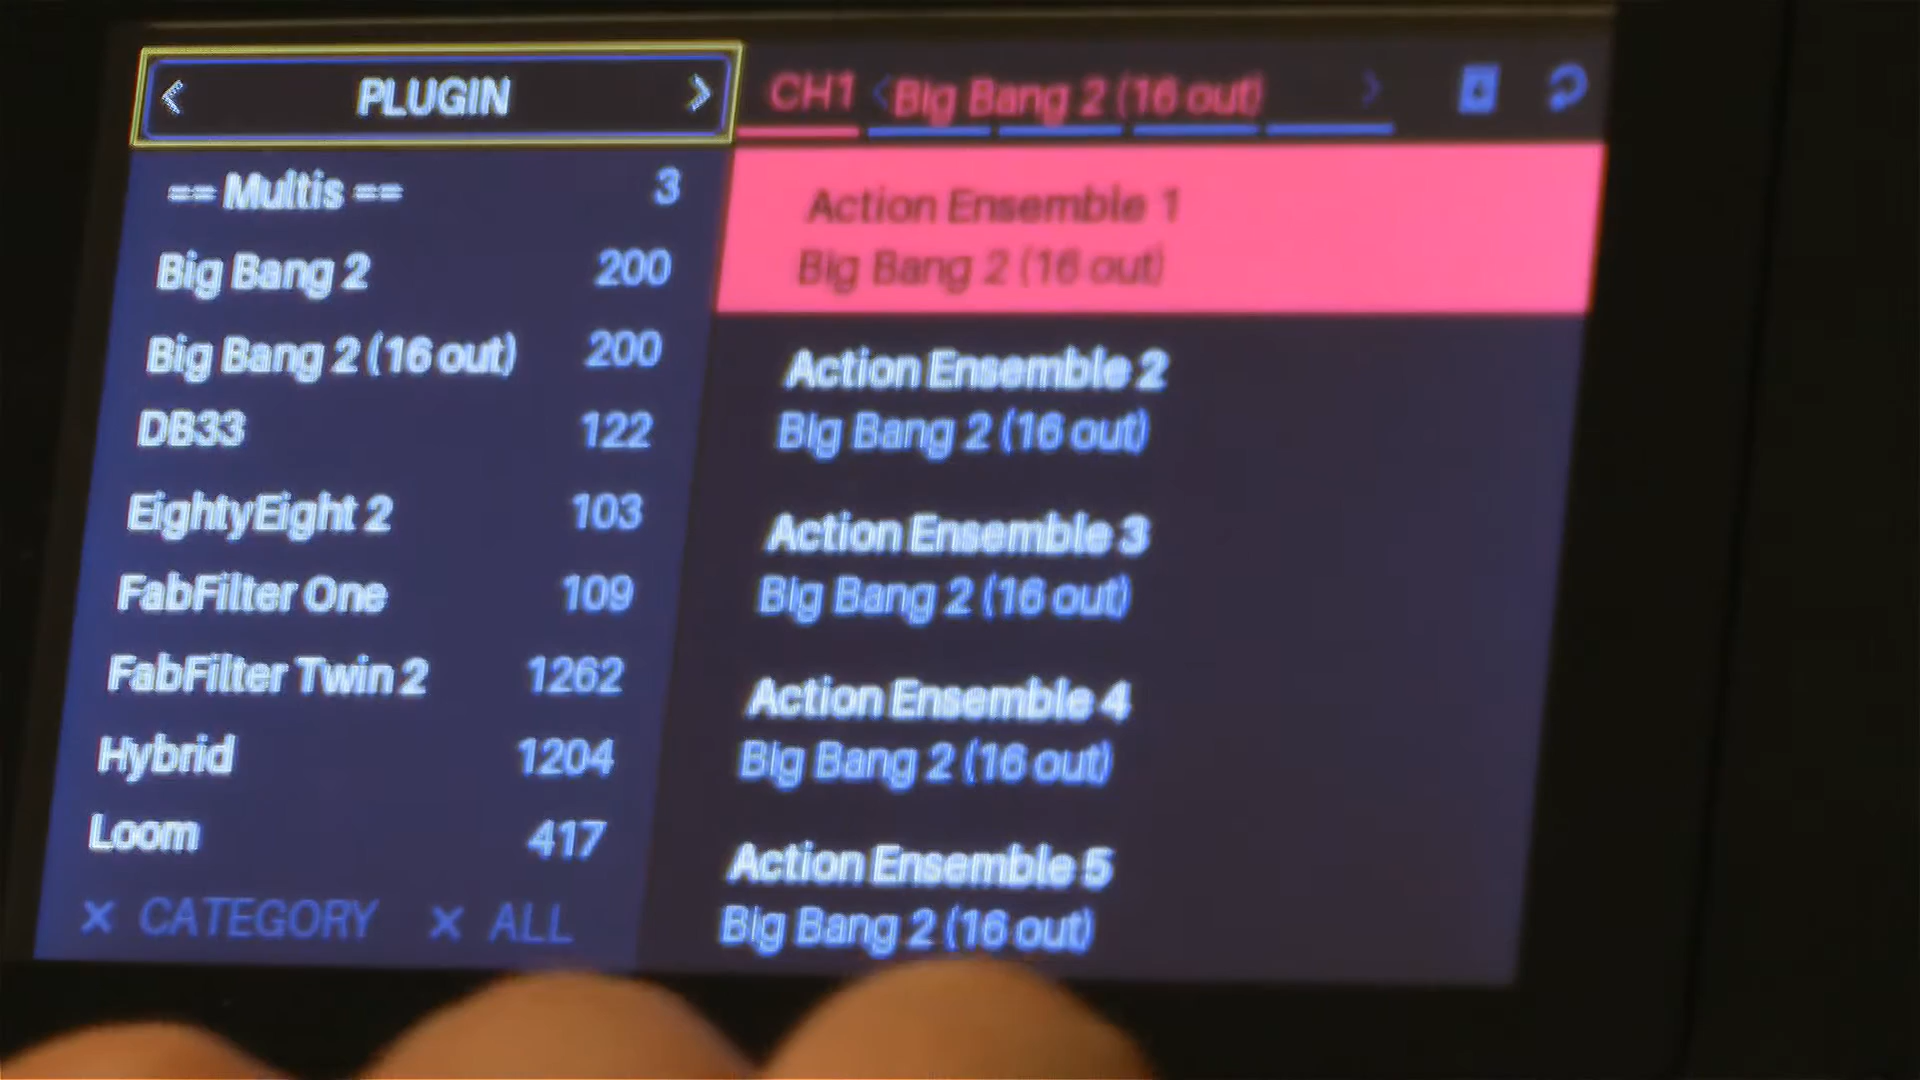 PLUGIN
== Multis == 3
Big Bang 2 200
Big Bang 2 (16 out) 200
DB33 122
EightyEight 2 103
FabFilter One 109
FabFilter Twin 2 1262
Hybrid 1204
Loom 417
CATEGORY ALL
CH1 Big Bang 2 (16 out)
Action Ensemble 1
Big Bang 2 (16 out)
Action Ensemble 2
Big Bang 2 (16 out)
Action Ensemble 3
Big Bang 2 (16 out)
Action Ensemble 4
Big Bang 2 (16 out)
Action Ensemble 5
Big Bang 2 (16 out)